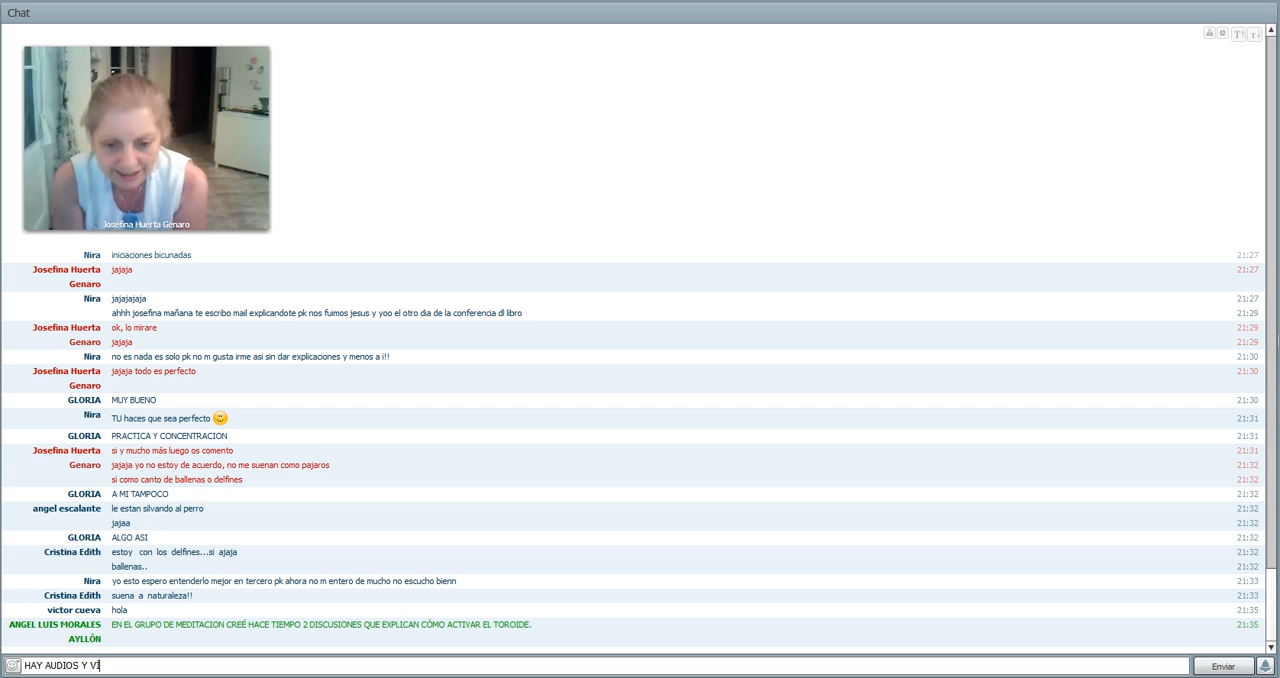 Chat
Josefina Huerta Genaro
Nira iniciaciones bicunadas 21:27
Josefina Huerta jajaja 21:27
Genaro
Nira jajajajaja 21:27
ahhh josefina mañana te escribo mail explicandote pk nos fuimos jesus y yoo el otro dia de la conferencia dl libro 21:29
Josefina Huerta ok, lo mirare 21:29
Genaro jajaja 21:29
Nira no es nada es solo pk no m gusta irme asi sin dar explicaciones y menos a i!! 21:30
Josefina Huerta jajaja todo es perfecto 21:30
Genaro
GLORIA MUY BUENO 21:30
Nira TU haces que sea perfecto 21:31
GLORIA PRACTICA Y CONCENTRACION 21:31
Josefina Huerta si y mucho más luego os comento 21:31
Genaro jajaja yo no estoy de acuerdo, no me suenan como pajaros 21:32
si como canto de ballenas o delfines 21:32
GLORIA A MI TAMPOCO 21:32
angel escalante le estan silvando al perro 21:32
jajaa 21:32
GLORIA ALGO ASI 21:32
Cristina Edith estoy con los delfines...si ajaja 21:32
ballenas.. 21:32
Nira yo esto espero entenderlo mejor en tercero pk ahora no m entero de mucho no escucho bienn 21:33
Cristina Edith suena a naturaleza!! 21:33
victor cueva hola 21:35
ANGEL LUIS MORALES EN EL GRUPO DE MEDITACION CREÉ HACE TIEMPO 2 DISCUSIONES QUE EXPLICAN CÓMO ACTIVAR EL TOROIDE. 21:35
AYLLÓN
HAY AUDIOS Y VI
Enviar